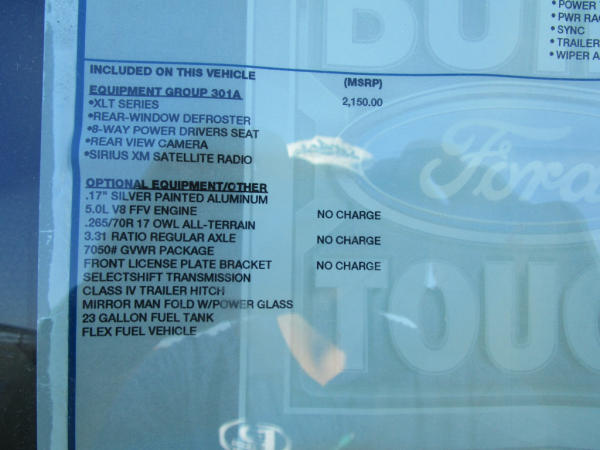 • POWER
• PWR
• SYNC
• TRAILER
• WIPER
INCLUDED ON THIS VEHICLE (MSRP)
EQUIPMENT GROUP 301A 2,150.00
•XLT SERIES
•REAR-WINDOW DEFROSTER
•8-WAY POWER DRIVERS SEAT
•REAR VIEW CAMERA
•SIRIUS XM SATELLITE RADIO
OPTIONAL EQUIPMENT/OTHER
.17" SILVER PAINTED ALUMINUM
5.0L V8 FFV ENGINE NO CHARGE
.265/70R 17 OWL ALL-TERRAIN
3.31 RATIO REGULAR AXLE NO CHARGE
7050# GVWR PACKAGE
FRONT LICENSE PLATE BRACKET NO CHARGE
SELECTSHIFT TRANSMISSION
CLASS IV TRAILER HITCH
MIRROR MAN FOLD W/POWER GLASS
23 GALLON FUEL TANK
FLEX FUEL VEHICLE
Ford